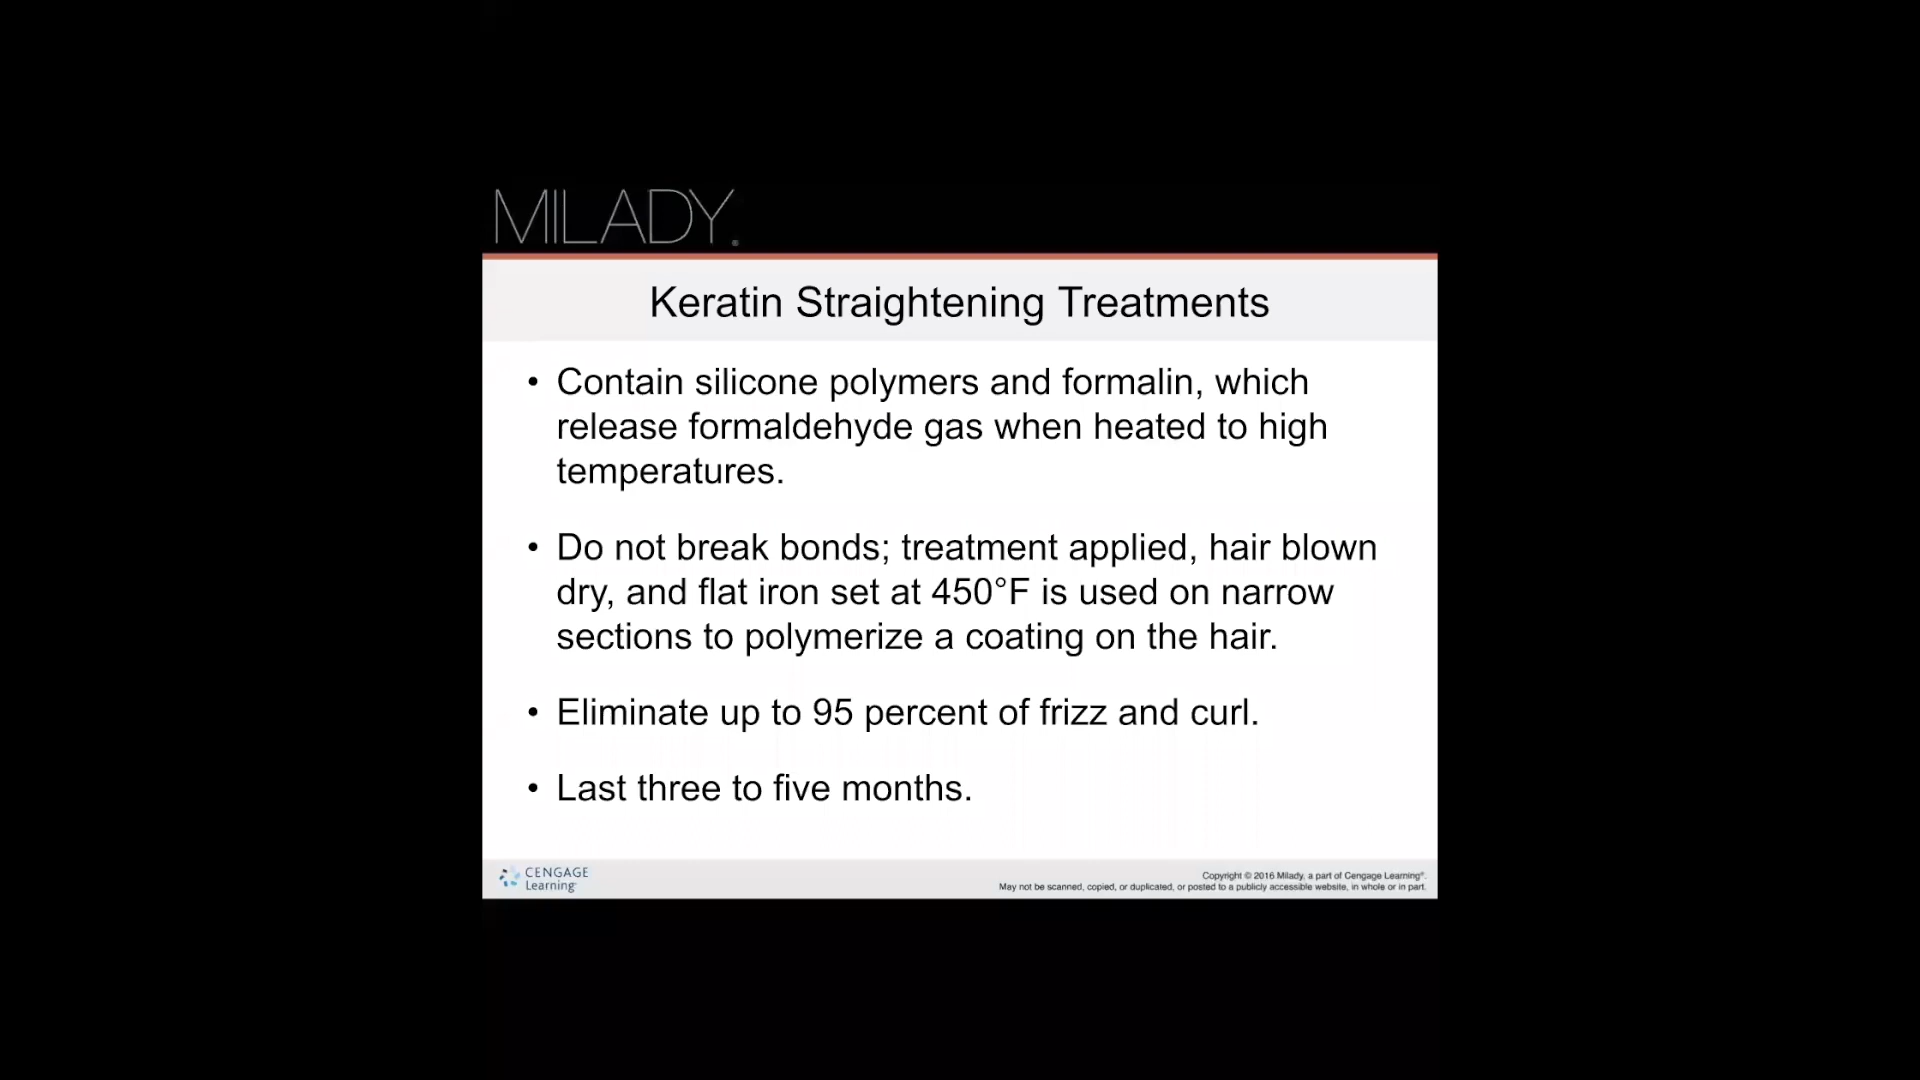 MILADY®
Keratin Straightening Treatments
• Contain silicone polymers and formalin, which
release formaldehyde gas when heated to high
temperatures.
• Do not break bonds; treatment applied, hair blown
dry, and flat iron set at 450°F is used on narrow
sections to polymerize a coating on the hair.
• Eliminate up to 95 percent of frizz and curl.
• Last three to five months.
CENGAGE
Learning
Copyright © 2016 Milady, a part of Cengage Learning®.
May not be scanned, copied, or duplicated, or posted to a publicly accessible website, in whole or in part.